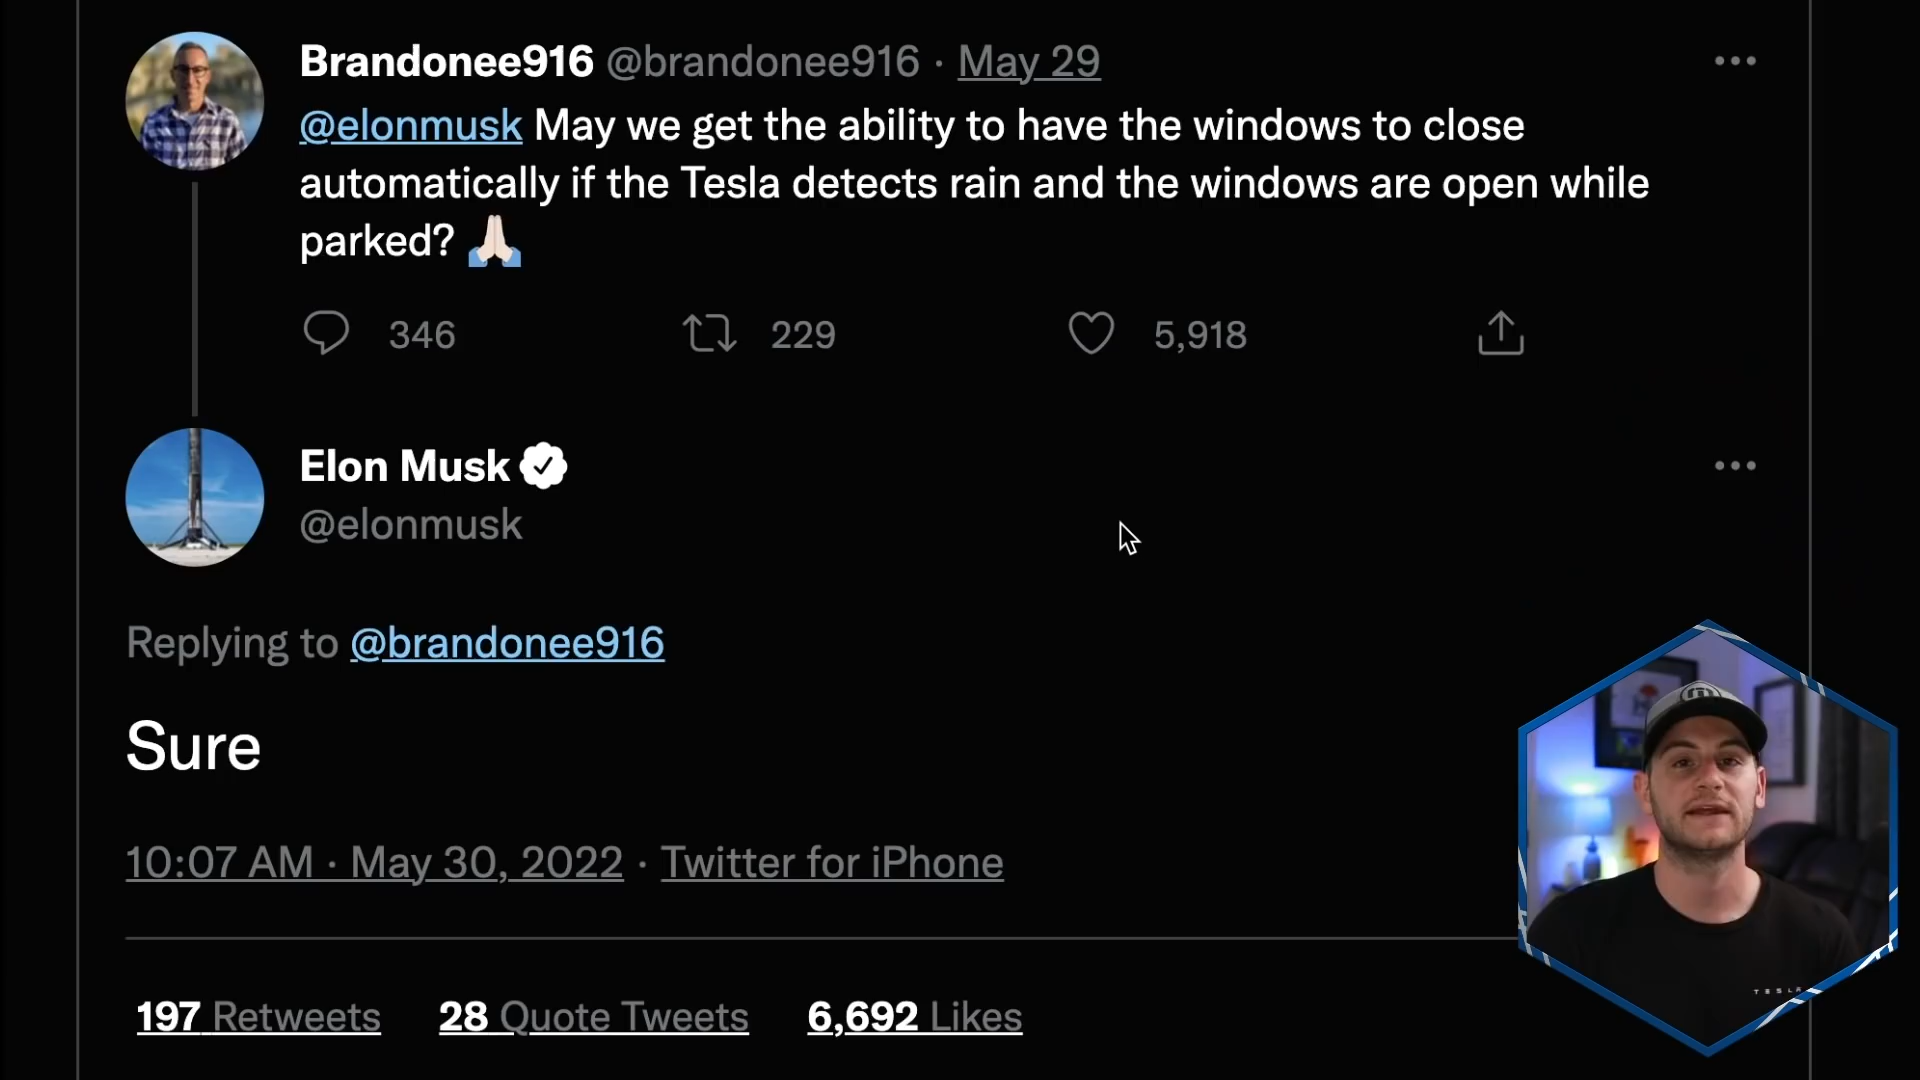 Brandonee916 @brandonee916 · May 29
@elonmusk May we get the ability to have the windows to close
automatically if the Tesla detects rain and the windows are open while
parked? 🙏🏻
346 229 5,918
Elon Musk
@elonmusk
Replying to @brandonee916
Sure
10:07 AM · May 30, 2022 · Twitter for iPhone
197 Retweets 28 Quote Tweets 6,692 Likes
TESLA